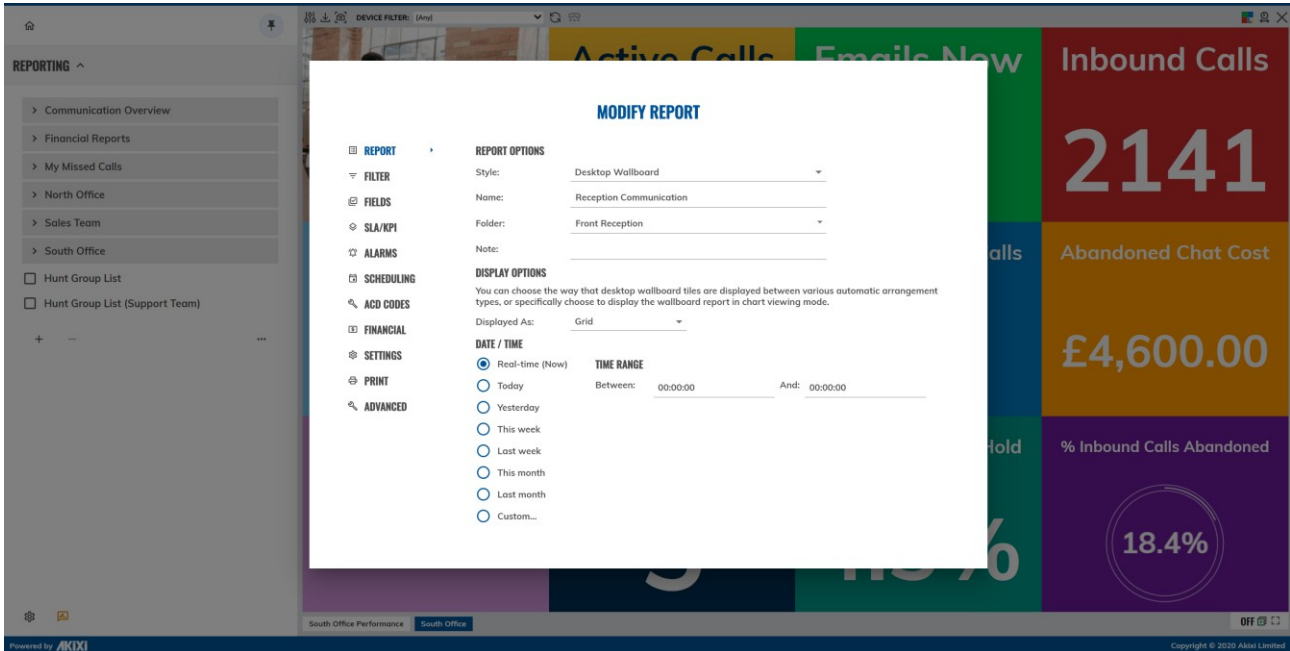 DEVICE FILTER: (Any)
REPORTING
Communication Overview
Financial Reports
My Missed Calls
North Office
Sales Team
South Office
Hunt Group List
Hunt Group List (Support Team)
Active Calls
Emails Now
Inbound Calls
2141
alls
Abandoned Chat Cost
£4,600.00
Hold
% Inbound Calls Abandoned
18.4%
MODIFY REPORT
REPORT
FILTER
FIELDS
SLA/KPI
ALARMS
SCHEDULING
ACD CODES
FINANCIAL
SETTINGS
PRINT
ADVANCED
REPORT OPTIONS
Style: Desktop Wallboard
Name: Reception Communication
Folder: Front Reception
Note:
DISPLAY OPTIONS
You can choose the way that desktop wallboard tiles are displayed between various automatic arrangement
types, or specifically choose to display the wallboard report in chart viewing mode.
Displayed As: Grid
DATE / TIME
Real-time (Now)
Today
Yesterday
This week
Last week
This month
Last month
Custom...
TIME RANGE
Between: 00:00:00 And: 00:00:00
South Office Performance South Office
OFF
Powered by AKIXI
Copyright © 2020 Akixi Limited